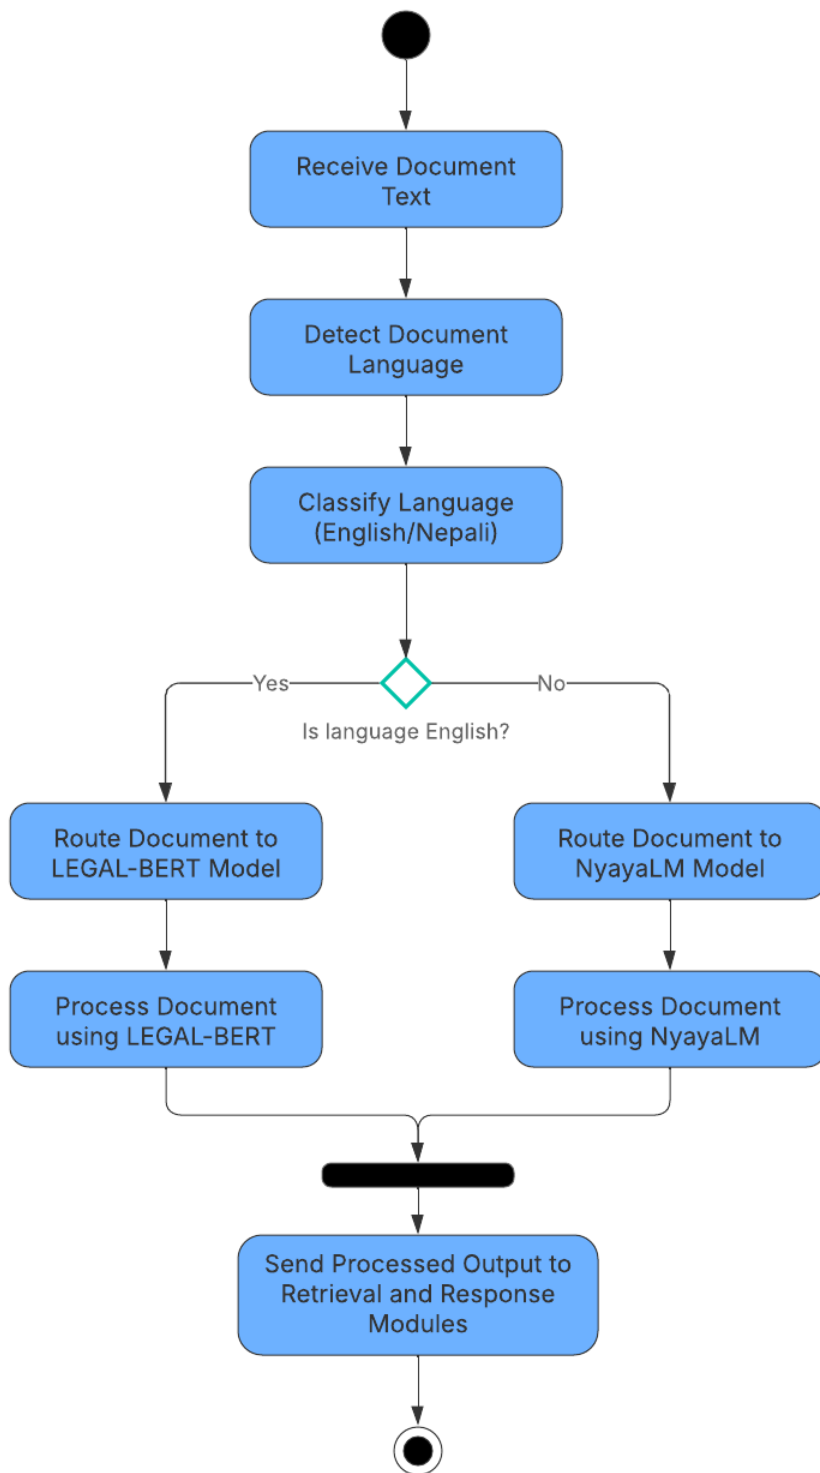 Receive Document
Text
Detect Document
Language
Classify Language
(English/Nepali)
Yes
No
Is language English?
Route Document to
LEGAL-BERT Model
Route Document to
NyayaLM Model
Process Document
using LEGAL-BERT
Process Document
using NyayaLM
Send Processed Output to
Retrieval and Response
Modules